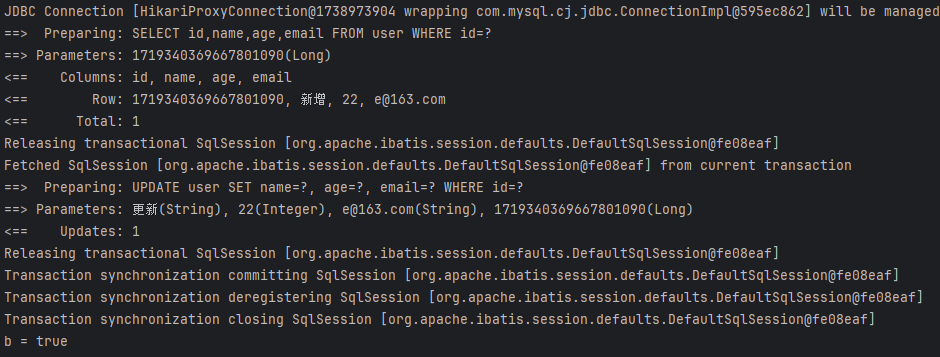 JDBC Connection [HikariProxyConnection@1738973904 wrapping com.mysql.cj.jdbc.ConnectionImpl@595ec862] will be managed
==>  Preparing: SELECT id,name,age,email FROM user WHERE id=?
==> Parameters: 1719340369667801090(Long)
<==    Columns: id, name, age, email
<==        Row: 1719340369667801090, 新增, 22, e@163.com
<==      Total: 1
Releasing transactional SqlSession [org.apache.ibatis.session.defaults.DefaultSqlSession@fe08eaf]
Fetched SqlSession [org.apache.ibatis.session.defaults.DefaultSqlSession@fe08eaf] from current transaction
==>  Preparing: UPDATE user SET name=?, age=?, email=? WHERE id=?
==> Parameters: 更新(String), 22(Integer), e@163.com(String), 1719340369667801090(Long)
<==    Updates: 1
Releasing transactional SqlSession [org.apache.ibatis.session.defaults.DefaultSqlSession@fe08eaf]
Transaction synchronization committing SqlSession [org.apache.ibatis.session.defaults.DefaultSqlSession@fe08eaf]
Transaction synchronization deregistering SqlSession [org.apache.ibatis.session.defaults.DefaultSqlSession@fe08eaf]
Transaction synchronization closing SqlSession [org.apache.ibatis.session.defaults.DefaultSqlSession@fe08eaf]
b = true